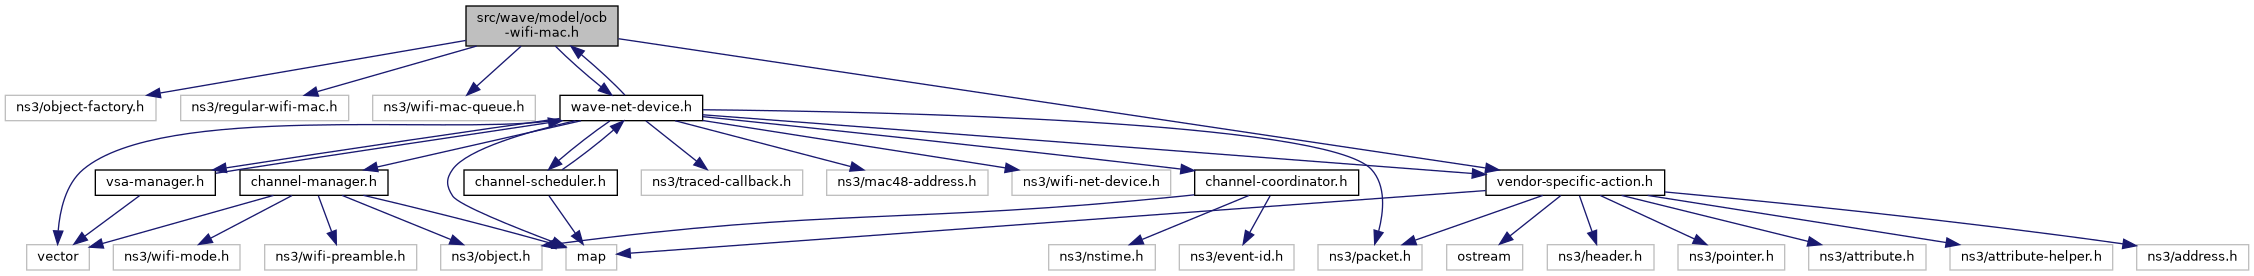 src/wave/model/ocb
-wifi-mac.h
ns3/object-factory.h
ns3/regular-wifi-mac.h
ns3/wifi-mac-queue.h
wave-net-device.h
vsa-manager.h
channel-manager.h
channel-scheduler.h
ns3/traced-callback.h
ns3/mac48-address.h
ns3/wifi-net-device.h
channel-coordinator.h
vendor-specific-action.h
vector
ns3/wifi-mode.h
ns3/wifi-preamble.h
ns3/object.h
map
ns3/nstime.h
ns3/event-id.h
ns3/packet.h
ostream
ns3/header.h
ns3/pointer.h
ns3/attribute.h
ns3/attribute-helper.h
ns3/address.h